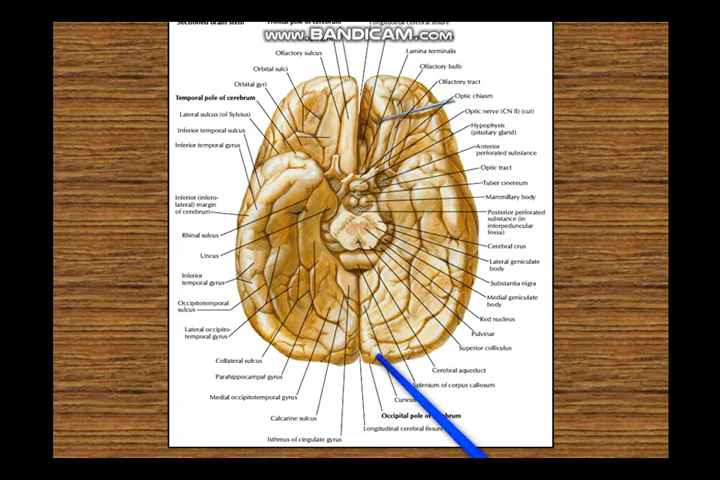 Sectioned brain stem
Frontal pole of cerebrum
Longitudinal cerebral fissure
www.BANDICAM.com
Olfactory sulcus
Orbital sulci
Orbital gyri
Temporal pole of cerebrum
Lateral sulcus (of Sylvius)
Inferior temporal sulcus
Inferior temporal gyrus
Inferior (infero-
lateral) margin
of cerebrum
Rhinal sulcus
Uncus
Inferior
temporal gyrus
Occipitotemporal
sulcus
Lateral occipito-
temporal gyrus
Collateral sulcus
Parahippocampal gyrus
Medial occipitotemporal gyrus
Calcarine sulcus
Isthmus of cingulate gyrus
Lamina terminalis
Olfactory bulb
Olfactory tract
Optic chiasm
Optic nerve (CN II) (cut)
Hypophysis
(pituitary gland)
Anterior
perforated substance
Optic tract
Tuber cinereum
Mammillary body
Posterior perforated
substance (in
interpeduncular
fossa)
Cerebral crus
Lateral geniculate
body
Substantia nigra
Medial geniculate
body
Red nucleus
Pulvinar
Superior colliculus
Cerebral aqueduct
Splenium of corpus callosum
Cuneus
Occipital pole of cerebrum
Longitudinal cerebral fissure